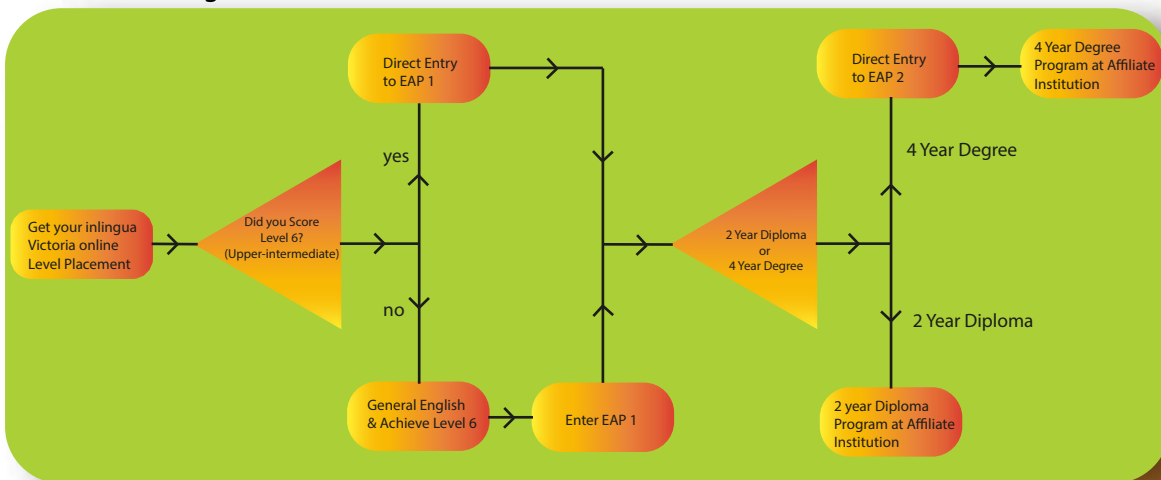 Get your inlingua
Victoria online
Level Placement
Did you Score
Level 6?
(Upper-intermediate)
yes
Direct Entry
to EAP 1
no
General English
& Achieve Level 6
Enter EAP 1
2 Year Diploma
or
4 Year Degree
4 Year Degree
Direct Entry
to EAP 2
4 Year Degree
Program at Affiliate
Institution
2 Year Diploma
2 year Diploma
Program at Affiliate
Institution